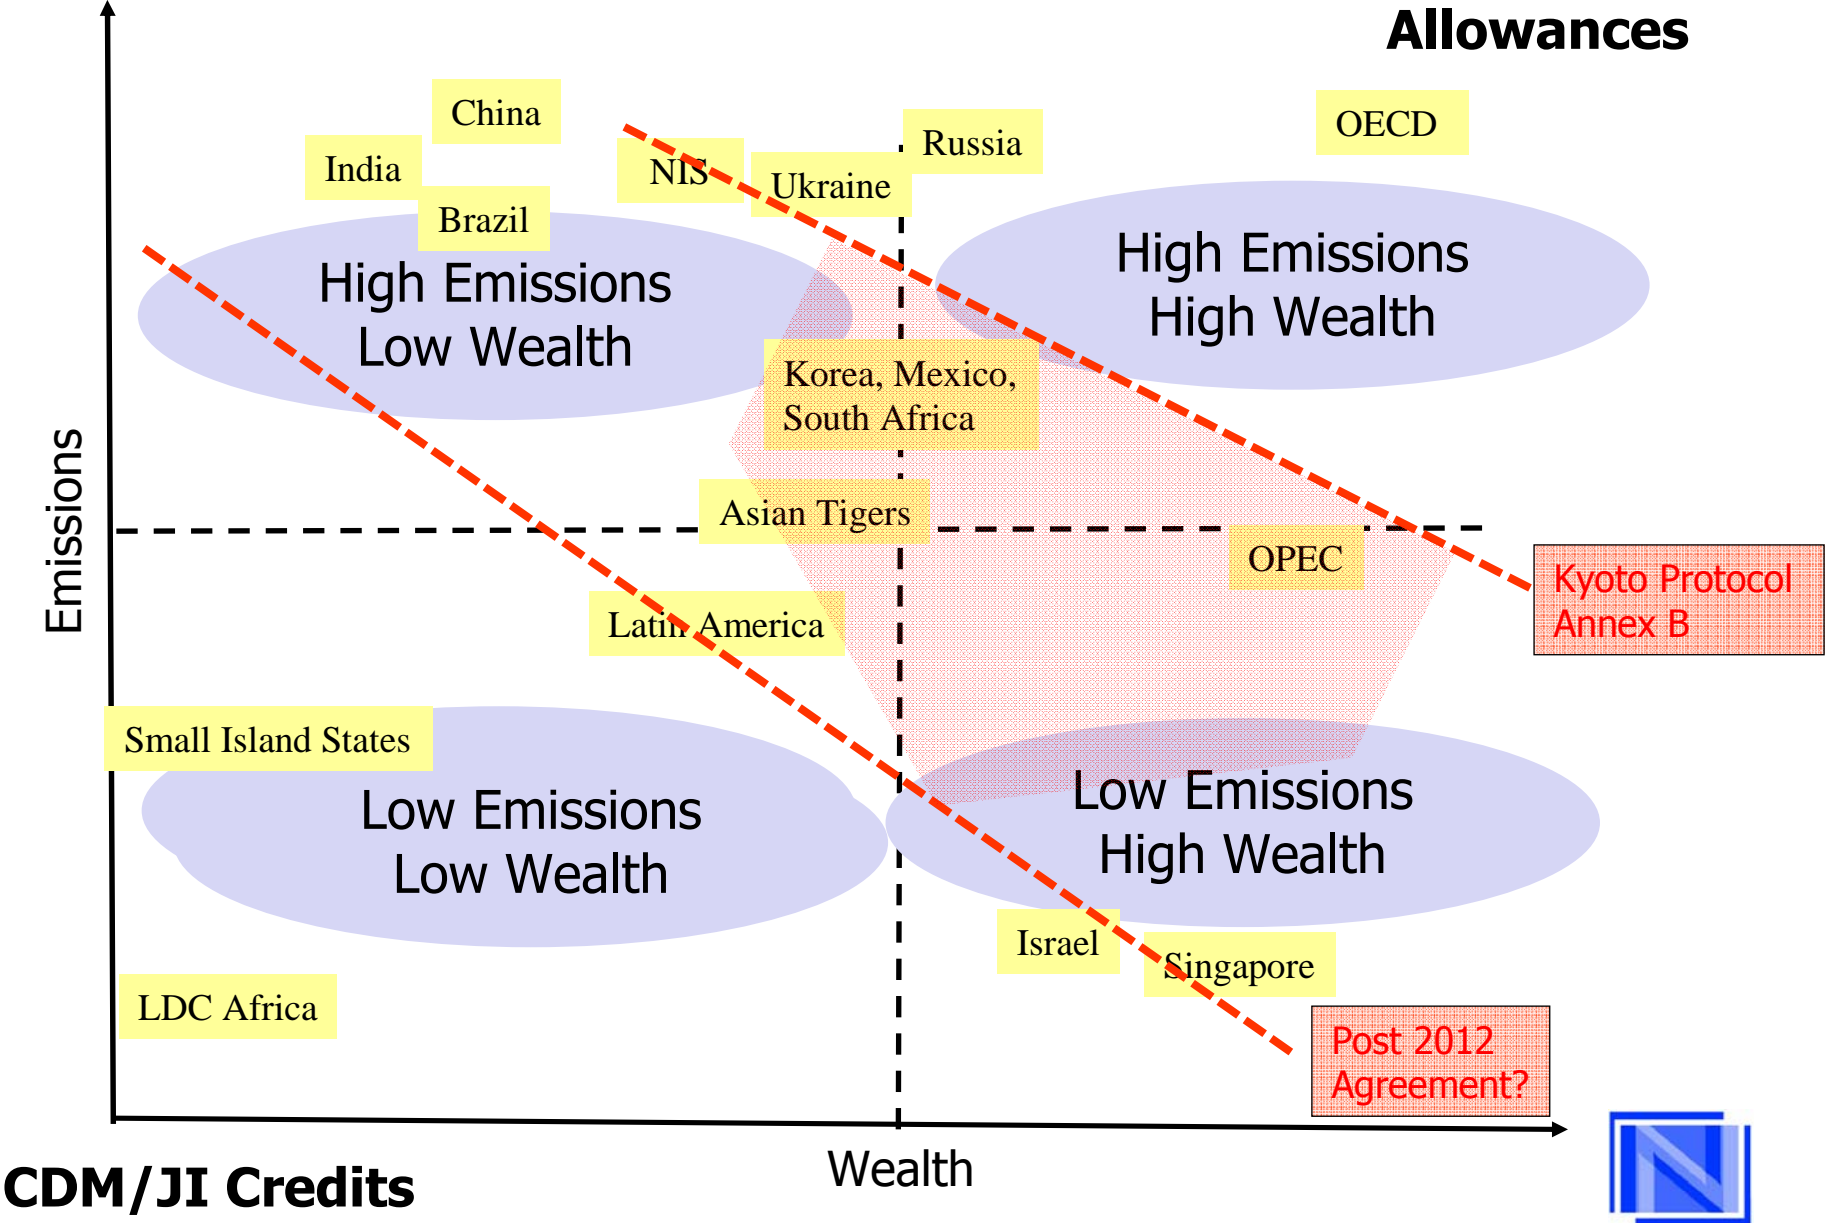 Allowances
China
OECD
Russia
India
NIS
Ukraine
Brazil
High Emissions
Low Wealth
High Emissions
High Wealth
Korea, Mexico,
South Africa
Emissions
Asian Tigers
OPEC
Kyoto Protocol
Annex B
Latin America
Small Island States
Low Emissions
Low Wealth
Low Emissions
High Wealth
Israel
Singapore
LDC Africa
Post 2012
Agreement?
Wealth
CDM/JI Credits
N